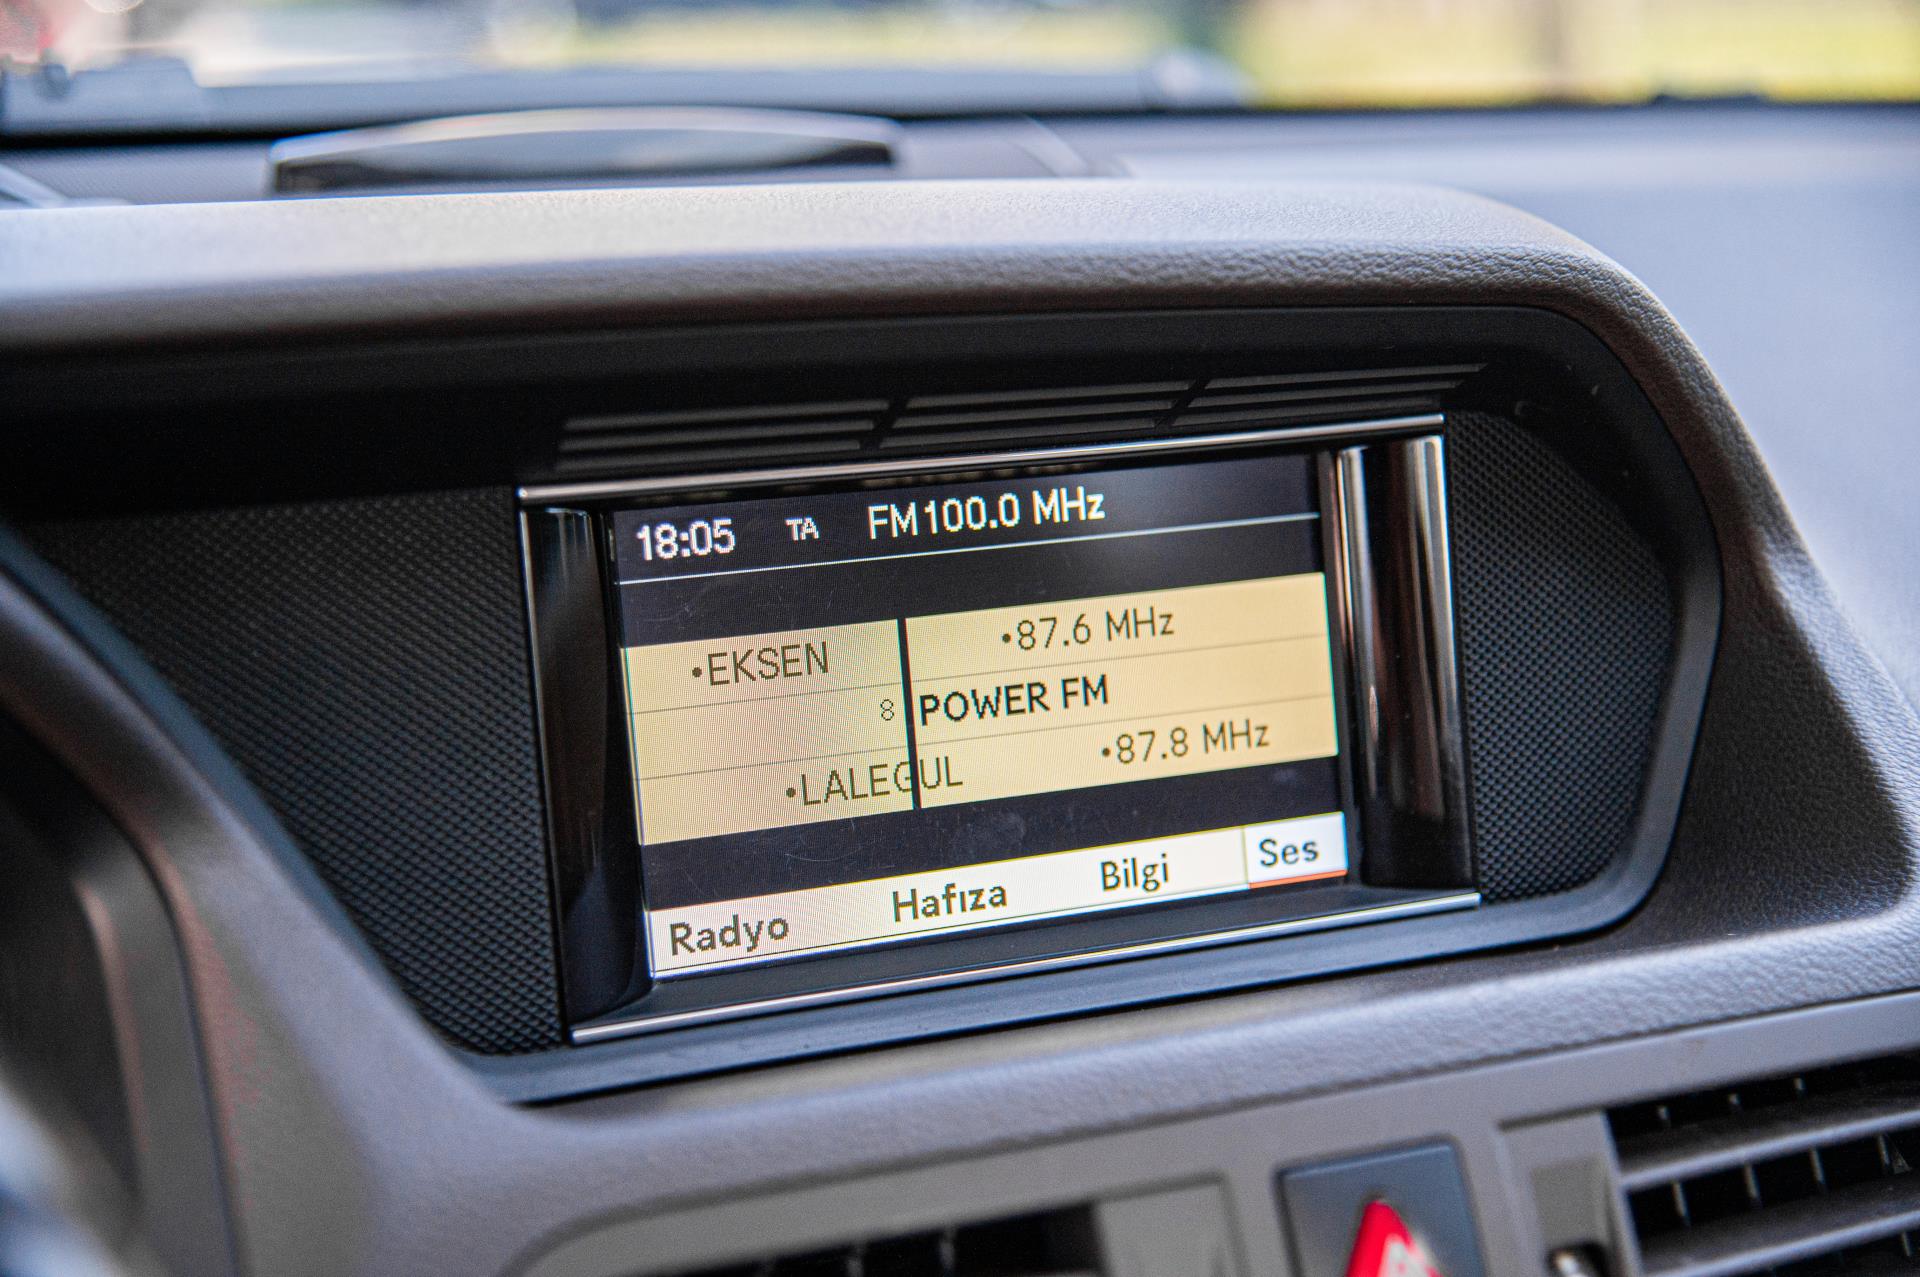 18:05 TA FM100.0 MHz
•EKSEN •87.6 MHz
8 POWER FM
•LALEGUL •87.8 MHz
Radyo Hafıza Bilgi Ses